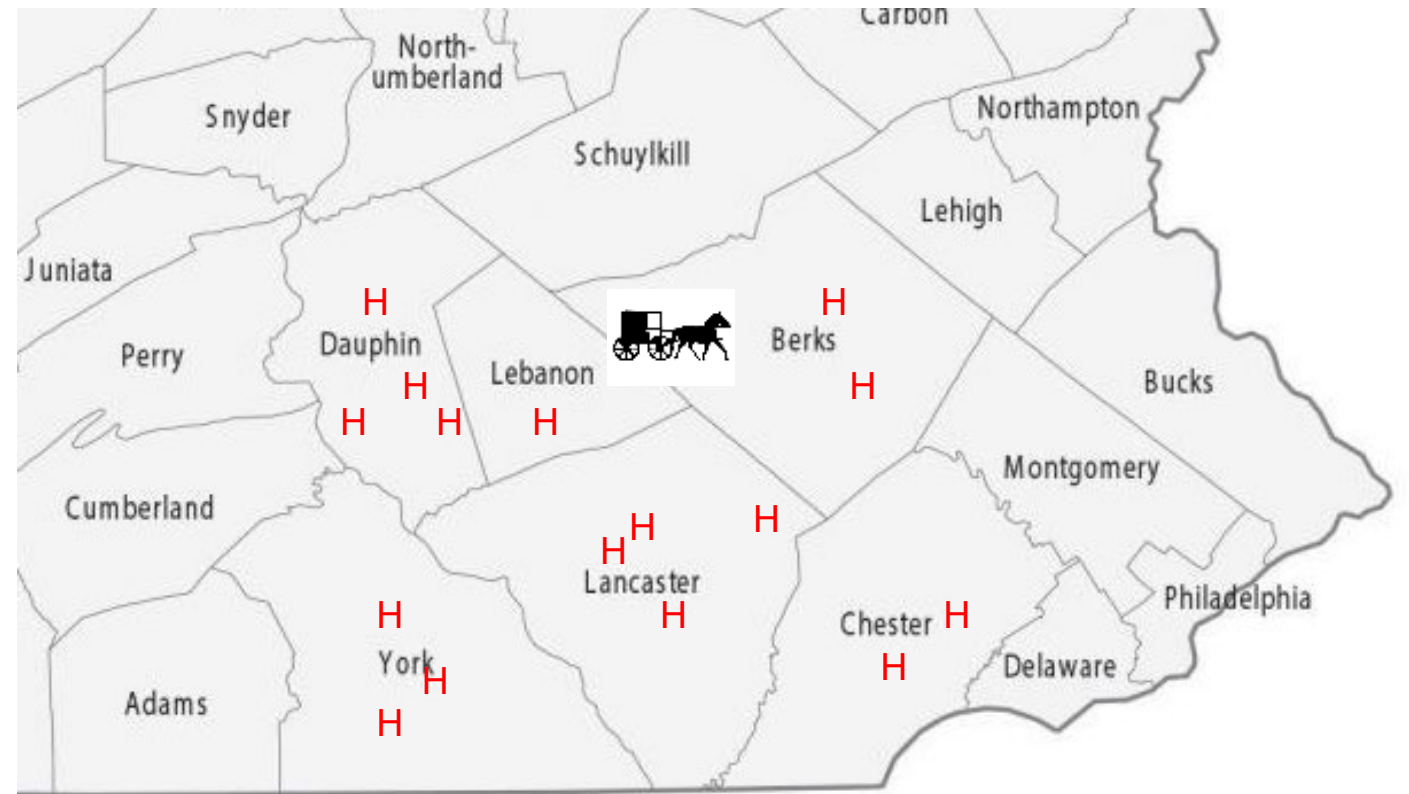 Carbon
North-
umberland
Snyder
Northampton
Schuylkill
Lehigh
Juniata
H
H
Dauphin
Berks
Perry
Lebanon
H
H
Bucks
H
H
H
Montgomery
Cumberland
H
H
H
Lancaster
Philadelphia
H
H
H
Chester
York
H
Delaware
H
Adams
H